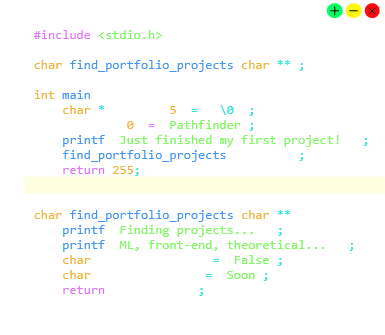 #include <stdio.h>
char find_portfolio_projects char ** ;
int main
char * 5 = \0 ;
0 = Pathfinder ;
printf Just finished my first project! ;
find_portfolio_projects ;
return 255;
char find_portfolio_projects char **
printf Finding projects... ;
printf ML, front-end, theoretical... ;
char = False ;
char = Soon ;
return ;